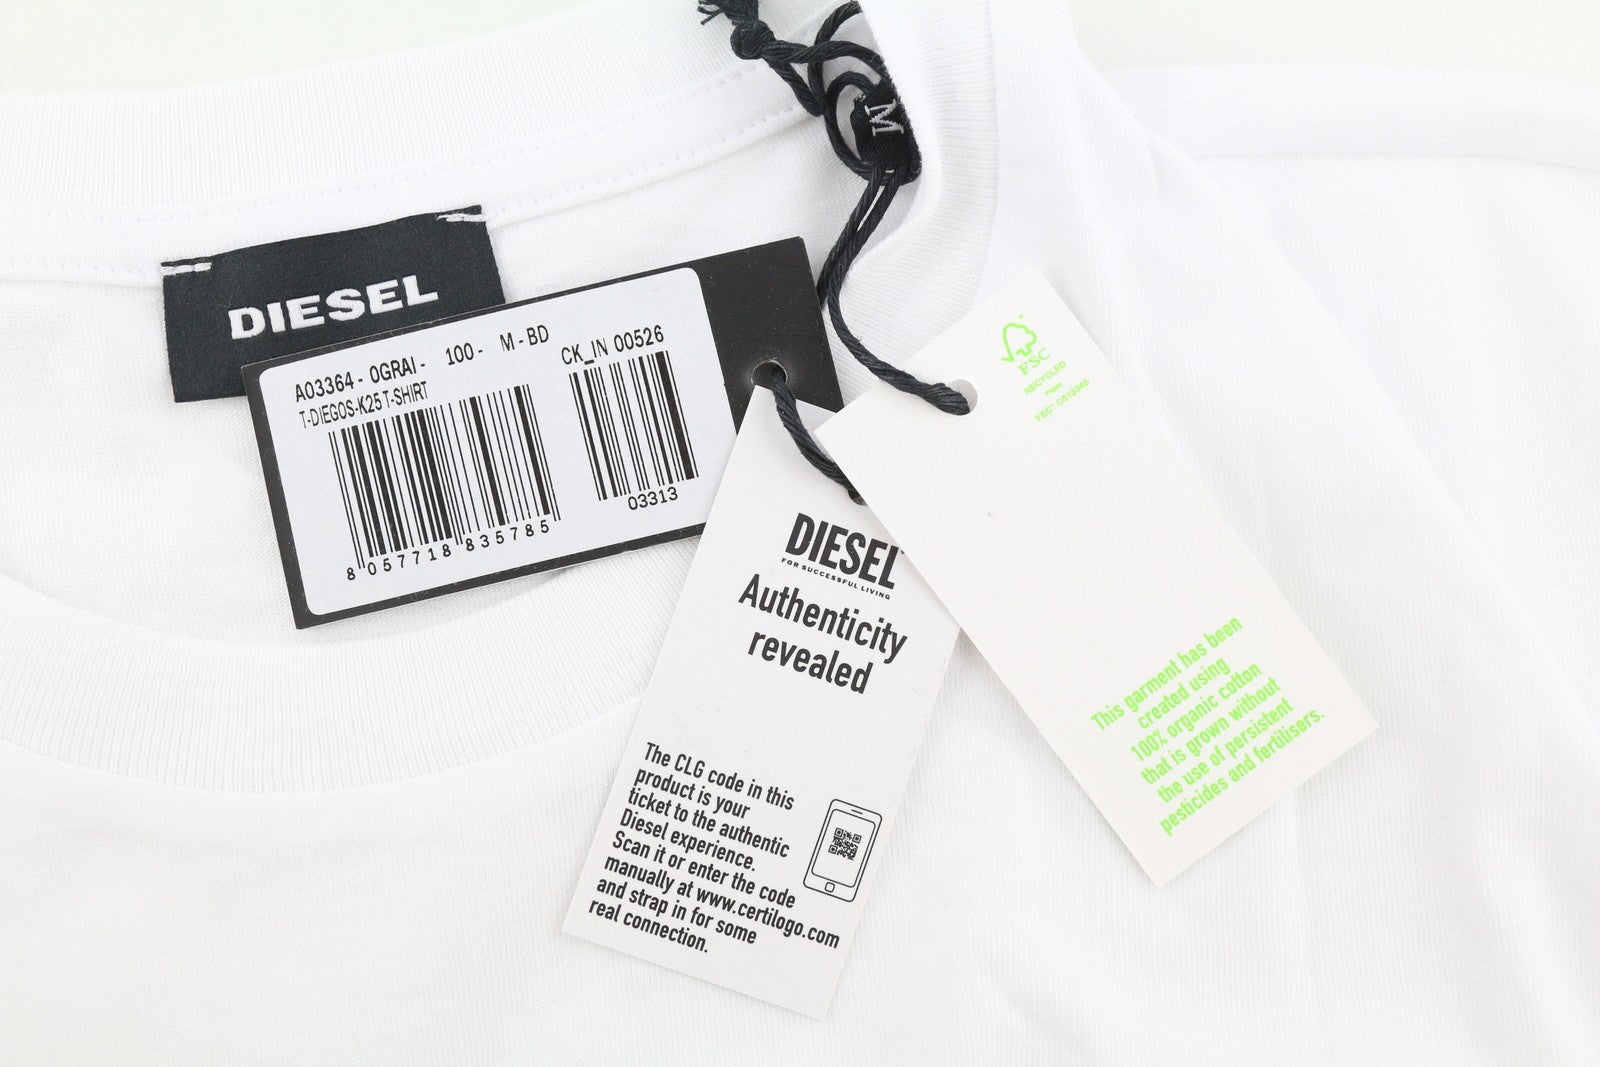 M
DIESEL
A03364 - 0GRAI - 100 - M - BD
T-DIEGOS-K25 T-SHIRT
CK_IN 00526
8 057718 835785
03313
DIESEL
FOR SUCCESSFUL LIVING
Authenticity
revealed
The CLG code in this
product is your
ticket to the authentic
Diesel experience.
Scan it or enter the code
manually at www.certilogo.com
and strap in for some
real connection.
FSC
RECYCLED
Paper
FSC® C012345
This garment has been
created using
100% organic cotton
that is grown without
the use of persistent
pesticides and fertilisers.